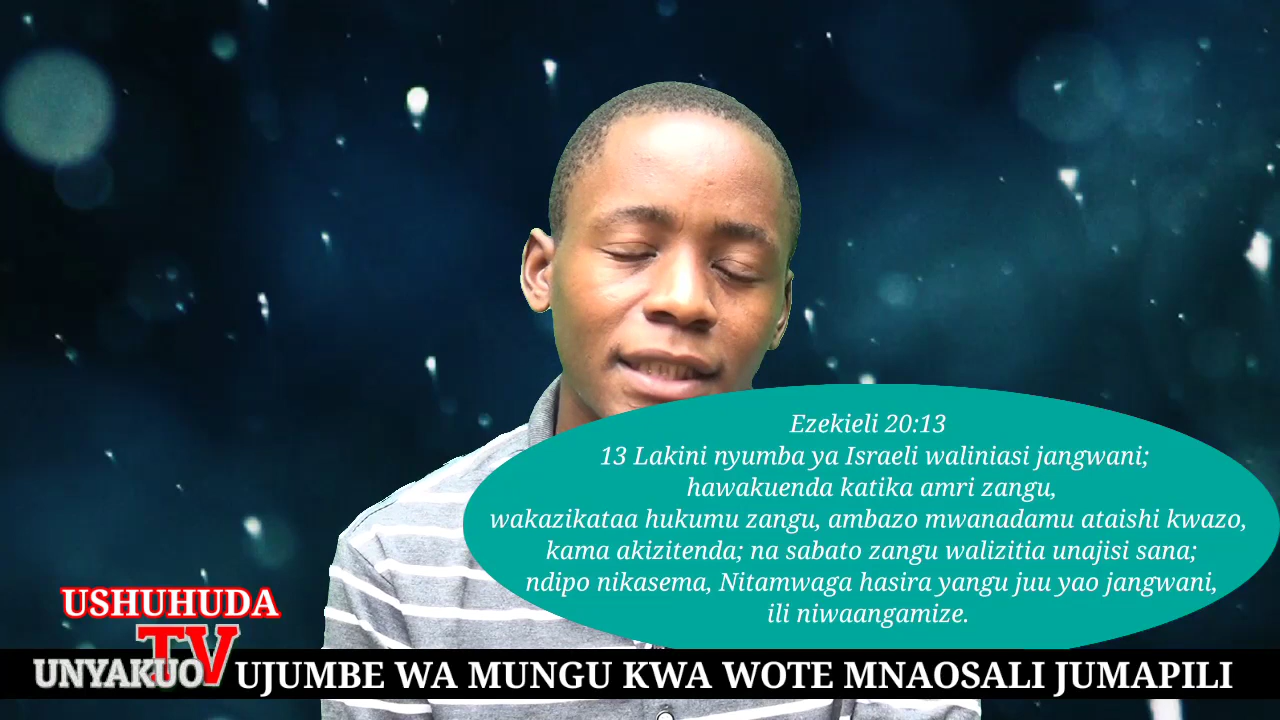 Ezekieli 20:13
13 Lakini nyumba ya Israeli waliniasi jangwani;
hawakuenda katika amri zangu,
wakazikataa hukumu zangu, ambazo mwanadamu ataishi kwazo,
kama akizitenda; na sabato zangu walizitia unajisi sana;
ndipo nikasema, Nitamwaga hasira yangu juu yao jangwani,
ili niwaangamize.
USHUHUDA
TV
UNYAKUO
UJUMBE WA MUNGU KWA WOTE MNAOSALI JUMAPILI